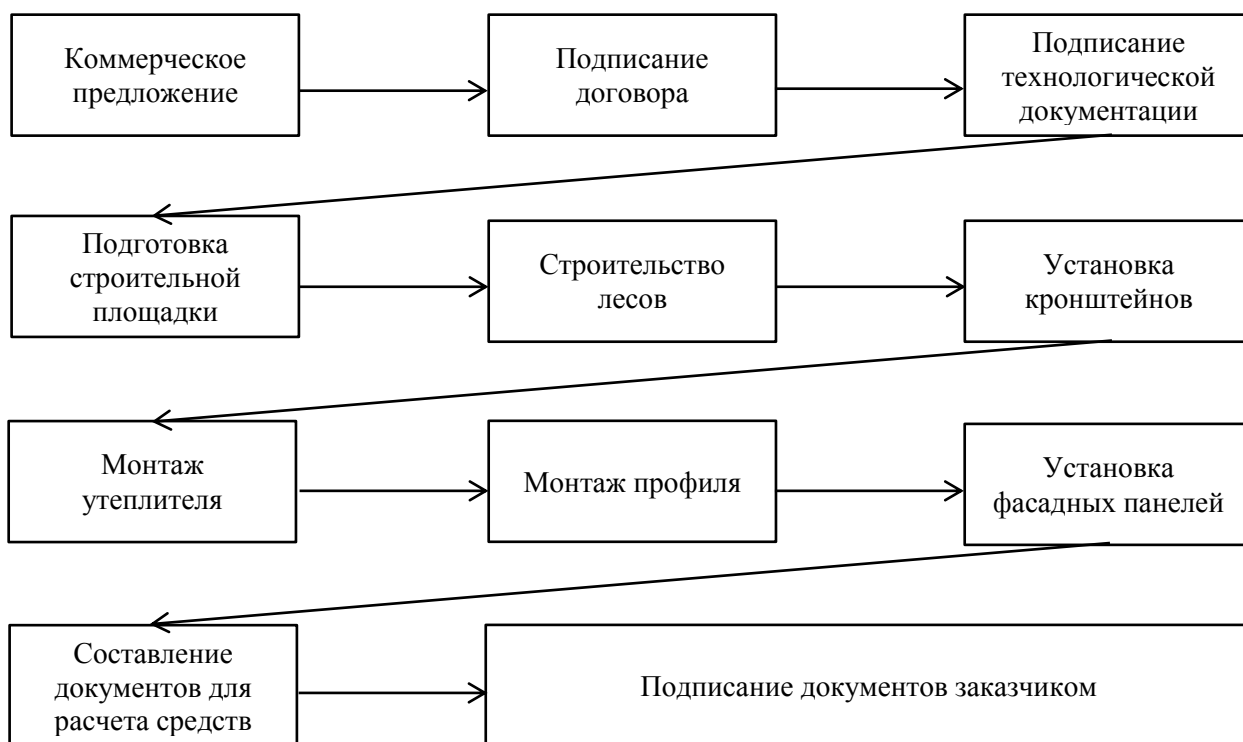 Коммерческое
предложение
Подписание
договора
Подписание
технологической
документации
Подготовка
строительной
площадки
Строительство
лесов
Установка
кронштейнов
Монтаж
утеплителя
Монтаж профиля
Установка
фасадных панелей
Составление
документов для
расчета средств
Подписание документов заказчиком